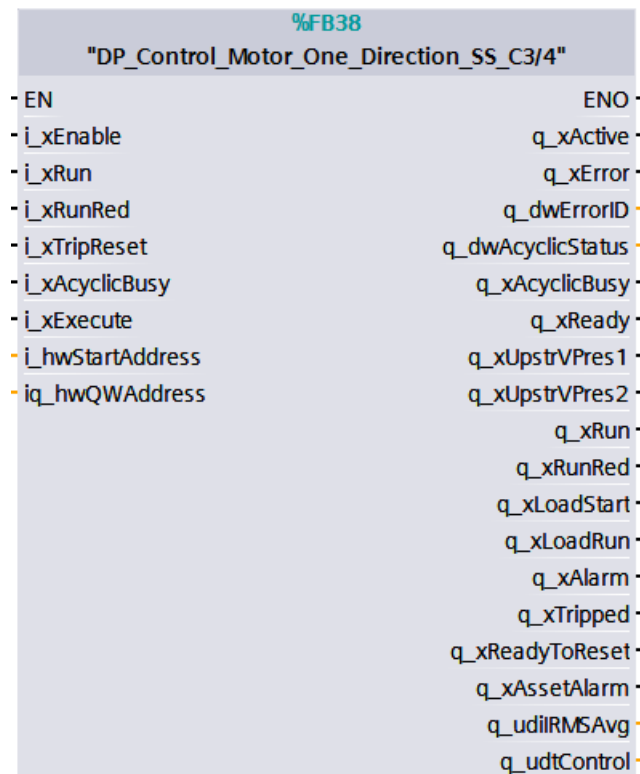 %FB38
"DP_Control_Motor_One_Direction_SS_C3/4"
EN ENO
i_xEnable q_xActive
i_xRun q_xError
i_xRunRed q_dwErrorID
i_xTripReset q_dwAcyclicStatus
i_xAcyclicBusy q_xAcyclicBusy
i_xExecute q_xReady
i_hwStartAddress q_xUpstrVPres1
iq_hwQWAddress q_xUpstrVPres2
q_xRun
q_xRunRed
q_xLoadStart
q_xLoadRun
q_xAlarm
q_xTripped
q_xReadyToReset
q_xAssetAlarm
q_udiIRMSAvg
q_udtControl